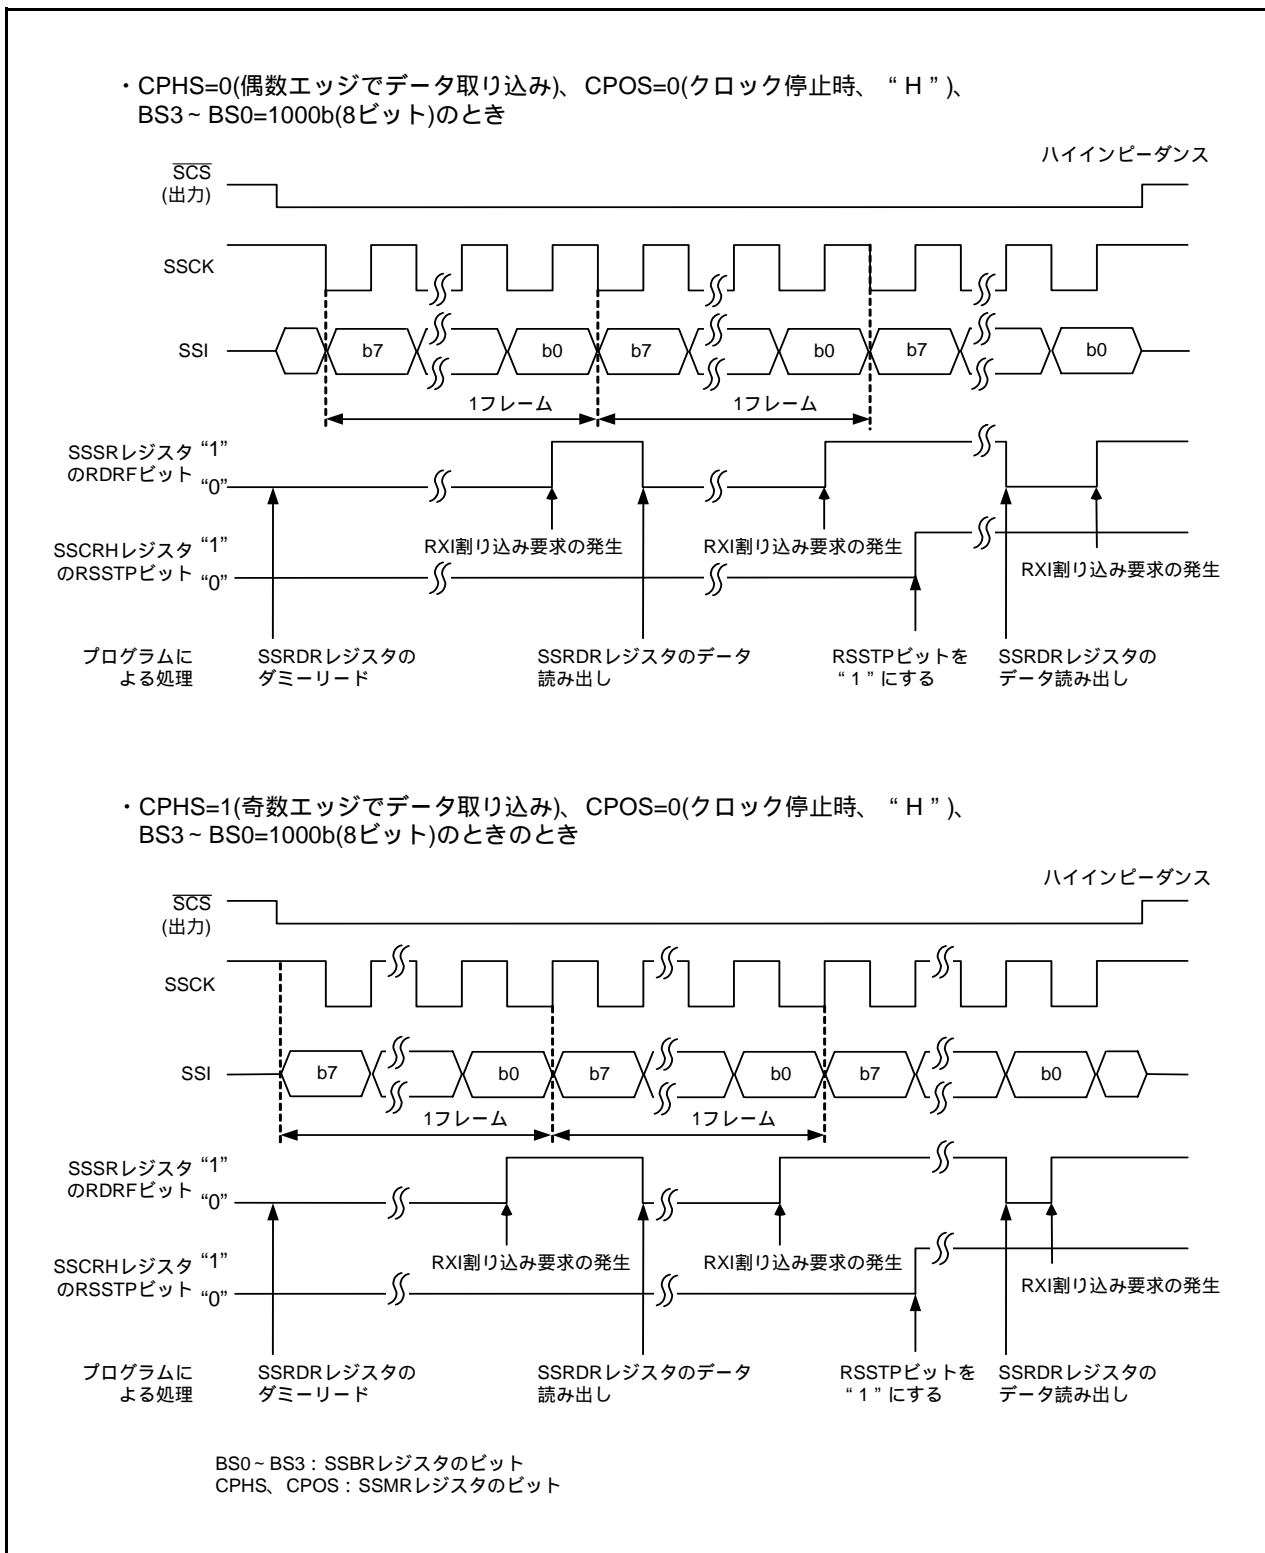 ・CPHS=0(偶数エッジでデータ取り込み)、CPOS=0(クロック停止時、“H”)、
BS3~BS0=1000b(8ビット)のとき
ハイインピーダンス
SCS
(出力)
SSCK
SSI
b7
b0
b7
b0
b7
b0
1フレーム
1フレーム
SSSRレジスタ “1”
のRDRFビット “0”
RXI割り込み要求の発生
RXI割り込み要求の発生
SSCRHレジスタ “1”
のRSSTPビット “0”
RXI割り込み要求の発生
プログラムに
よる処理
SSRDRレジスタの
ダミーリード
SSRDRレジスタのデータ
読み出し
RSSTPビットを
“1”にする
SSRDRレジスタの
データ読み出し
・CPHS=1(奇数エッジでデータ取り込み)、CPOS=0(クロック停止時、“H”)、
BS3~BS0=1000b(8ビット)のときのとき
ハイインピーダンス
SCS
(出力)
SSCK
SSI
b7
b0
b7
b0
b7
b0
1フレーム
1フレーム
SSSRレジスタ “1”
のRDRFビット “0”
RXI割り込み要求の発生
RXI割り込み要求の発生
SSCRHレジスタ “1”
のRSSTPビット “0”
RXI割り込み要求の発生
プログラムに
よる処理
SSRDRレジスタの
ダミーリード
SSRDRレジスタのデータ
読み出し
RSSTPビットを
“1”にする
SSRDRレジスタの
データ読み出し
BS0~BS3:SSBRレジスタのビット
CPHS、CPOS:SSMRレジスタのビット